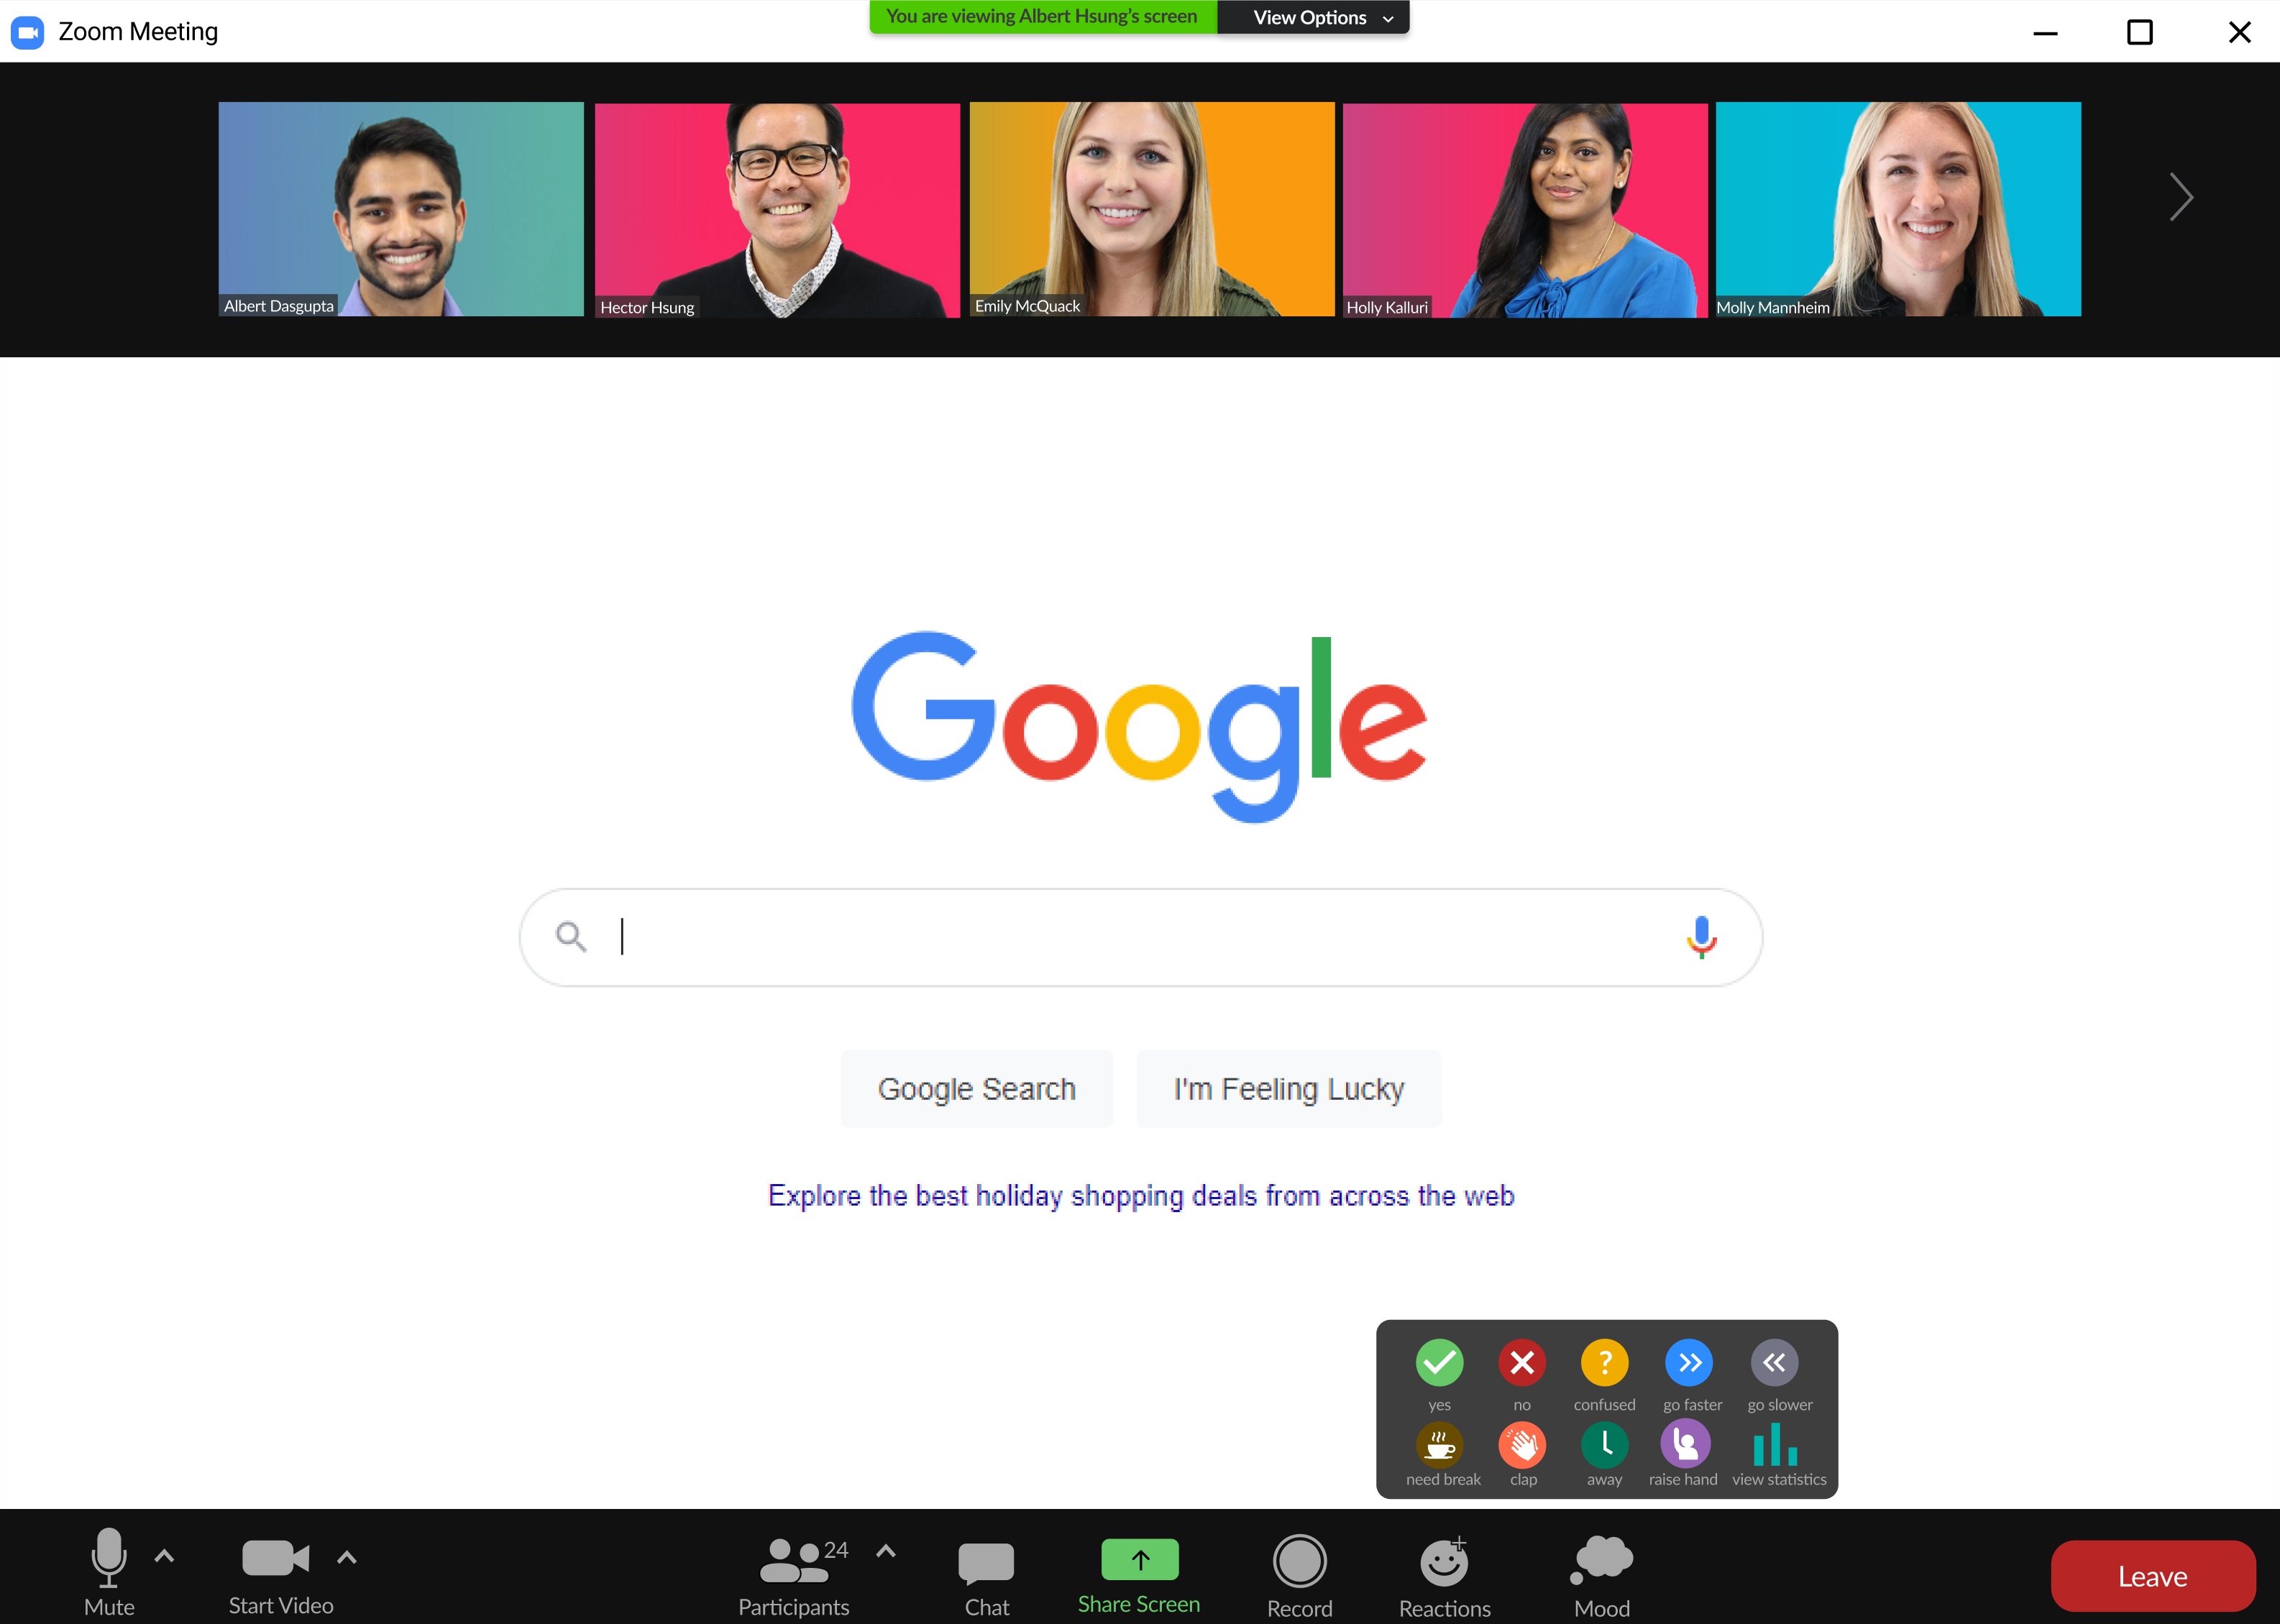 Zoom Meeting
You are viewing Albert Hsung's screen
View Options
Albert Dasgupta
Hector Hsung
Emily McQuack
Holly Kalluri
Molly Mannheim
Google
Google Search
I'm Feeling Lucky
Explore the best holiday shopping deals from across the web
yes
no
confused
go faster
go slower
need break
clap
away
raise hand
view statistics
Mute
Start Video
24
Participants
Chat
Share Screen
Record
Reactions
Mood
Leave